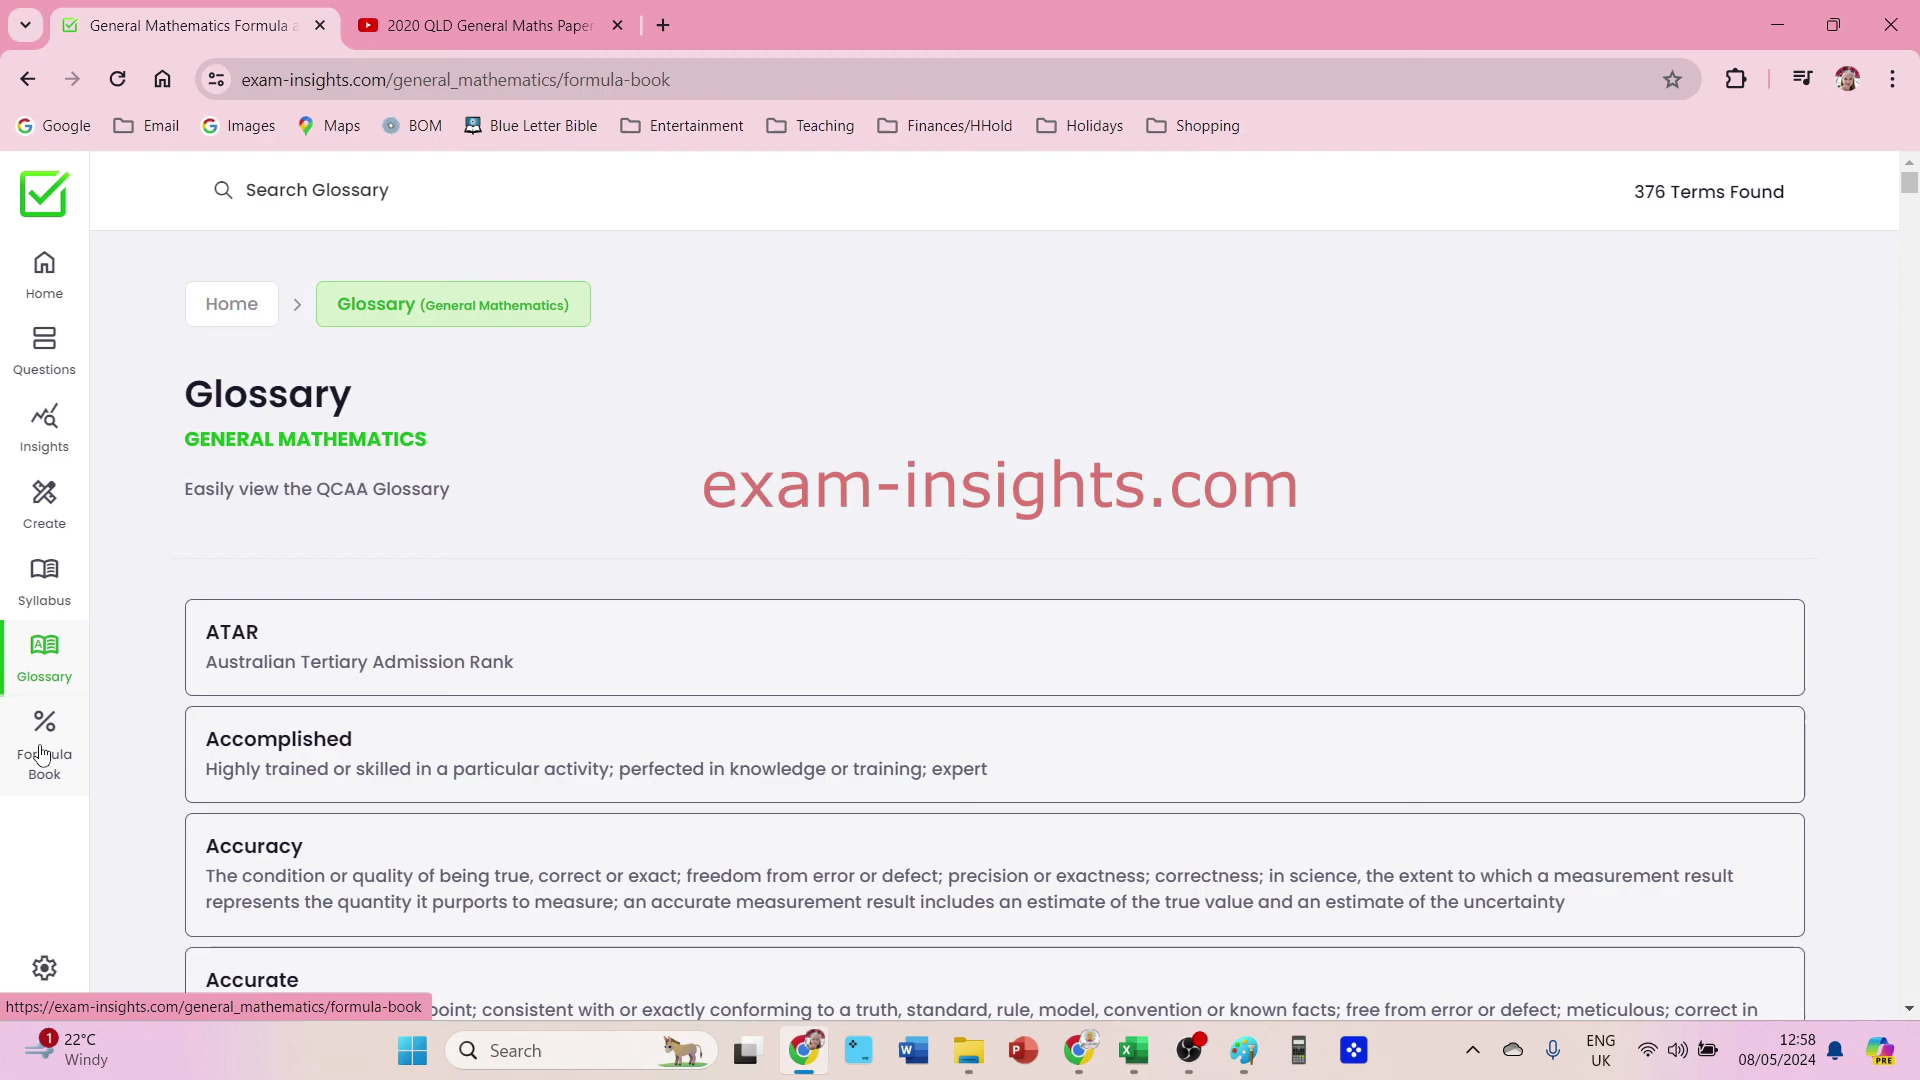 General Mathematics Formula a
2020 QLD General Maths Paper
exam-insights.com/general_mathematics/formula-book
Google
Email
Images
Maps
BOM
Blue Letter Bible
Entertainment
Teaching
Finances/HHold
Holidays
Shopping
Search Glossary
376 Terms Found
Home
Questions
Insights
Create
Syllabus
Glossary
Formula
Book
Home
Glossary (General Mathematics)
Glossary
GENERAL MATHEMATICS
Easily view the QCAA Glossary
exam-insights.com
ATAR
Australian Tertiary Admission Rank
Accomplished
Highly trained or skilled in a particular activity; perfected in knowledge or training; expert
Accuracy
The condition or quality of being true, correct or exact; freedom from error or defect; precision or exactness; correctness; in science, the extent to which a measurement result
represents the quantity it purports to measure; an accurate measurement result includes an estimate of the true value and an estimate of the uncertainty
Accurate
point; consistent with or exactly conforming to a truth, standard, rule, model, convention or known facts; free from error or defect; meticulous; correct in
https://exam-insights.com/general_mathematics/formula-book
1
22°C
Windy
Search
ENG
UK
12:58
08/05/2024
PRE